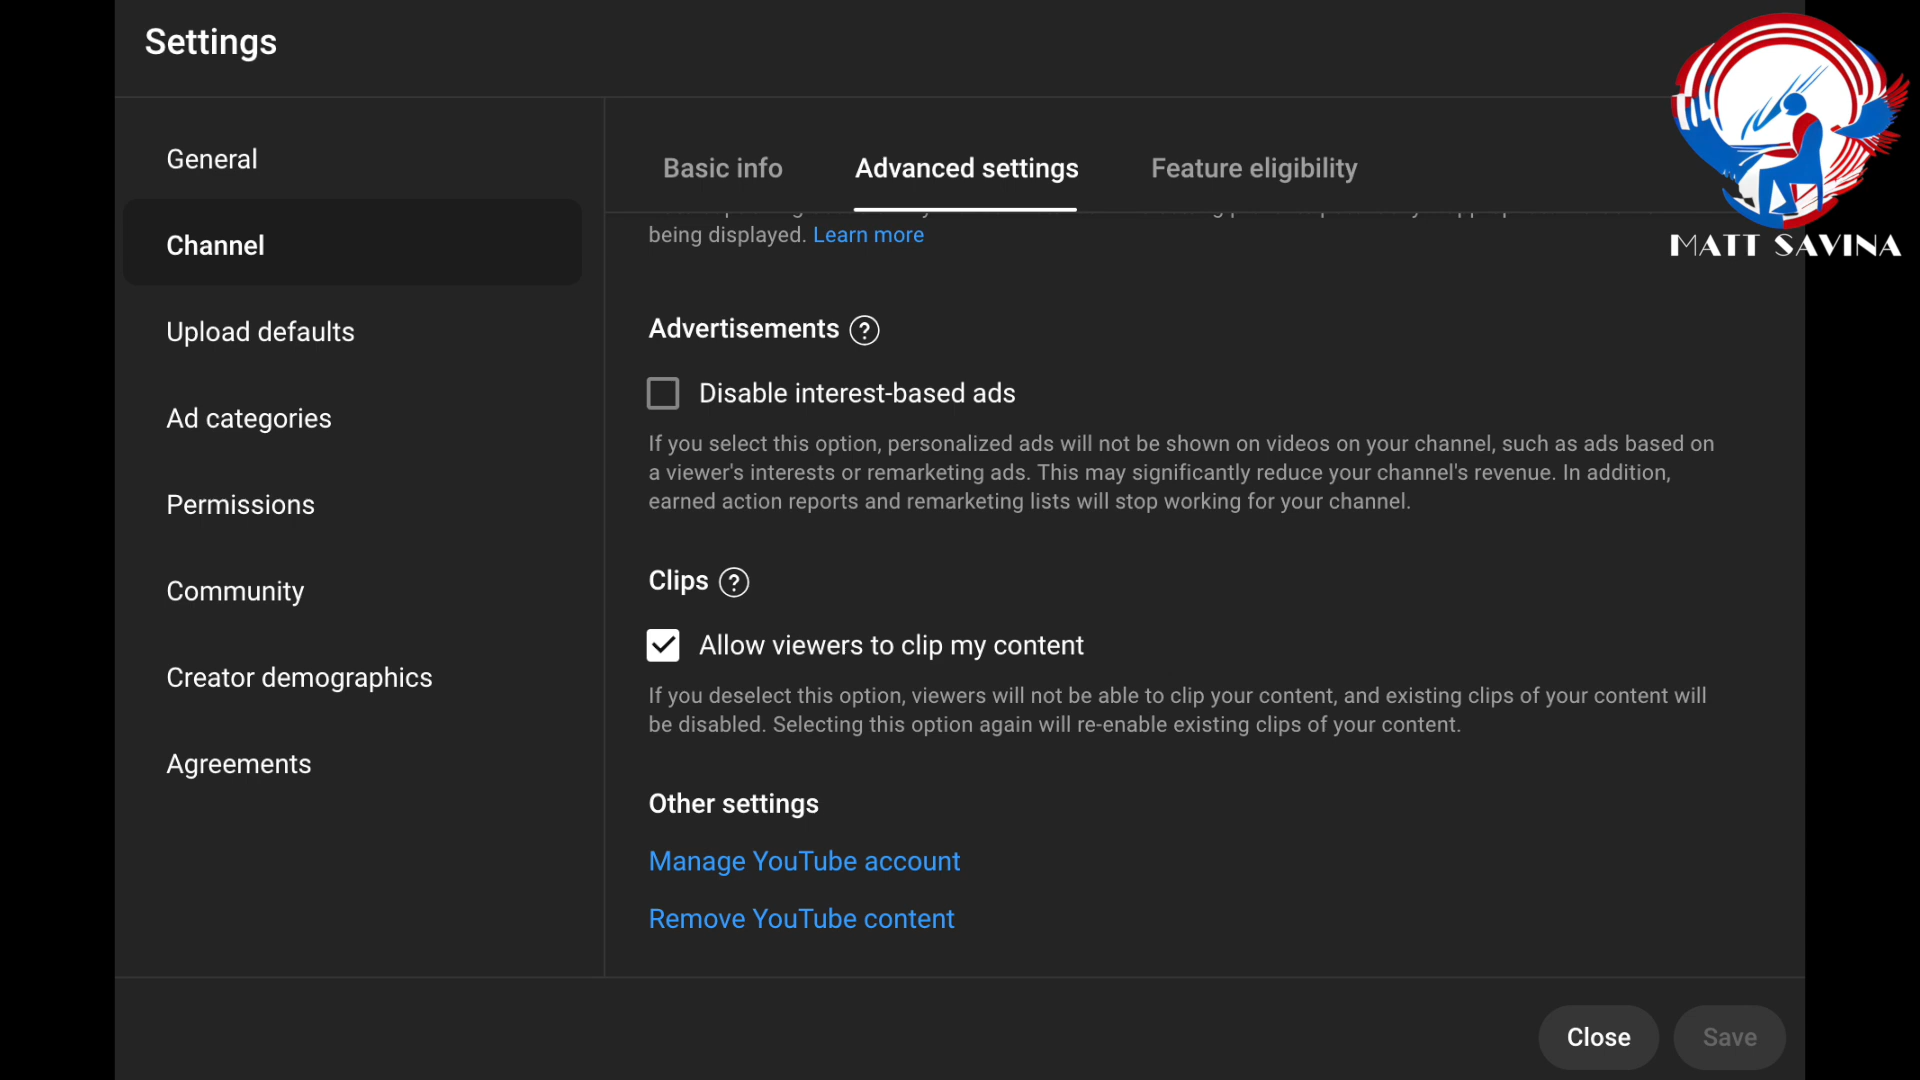 Settings
MATT SAVINA
General
Channel
Upload defaults
Ad categories
Permissions
Community
Creator demographics
Agreements
Basic info
Advanced settings
Feature eligibility
being displayed. Learn more
Advertisements ?
Disable interest-based ads
If you select this option, personalized ads will not be shown on videos on your channel, such as ads based on
a viewer's interests or remarketing ads. This may significantly reduce your channel's revenue. In addition,
earned action reports and remarketing lists will stop working for your channel.
Clips ?
Allow viewers to clip my content
If you deselect this option, viewers will not be able to clip your content, and existing clips of your content will
be disabled. Selecting this option again will re-enable existing clips of your content.
Other settings
Manage YouTube account
Remove YouTube content
Close
Save